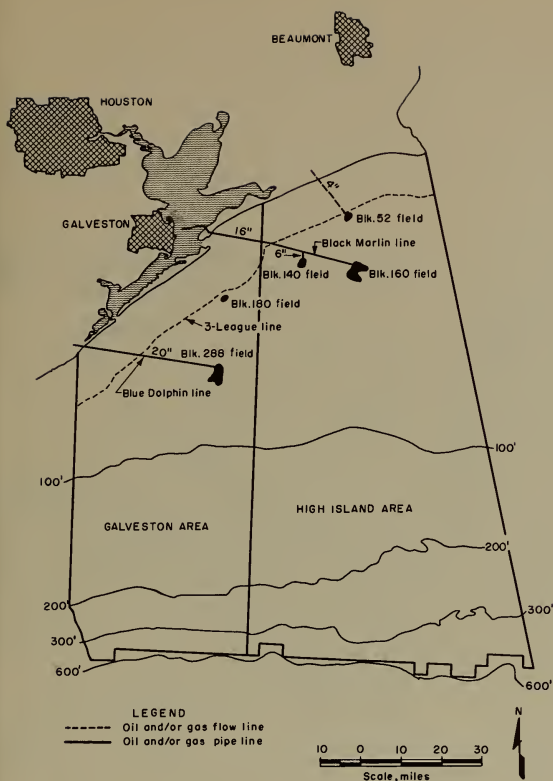 BEAUMONT
HOUSTON
GALVESTON
4"
Blk. 52 field
16"
Black Marlin line
6"
Blk. 140 field
Blk. 160 field
Blk. 180 field
3-League line
20"
Blk. 288 field
Blue Dolphin line
100'
100'
GALVESTON AREA
HIGH ISLAND AREA
200'
200'
300'
300'
600'
600'
LEGEND
Oil and/or gas flow line
Oil and/or gas pipe line
N
10 0 10 20 30
Scale, miles